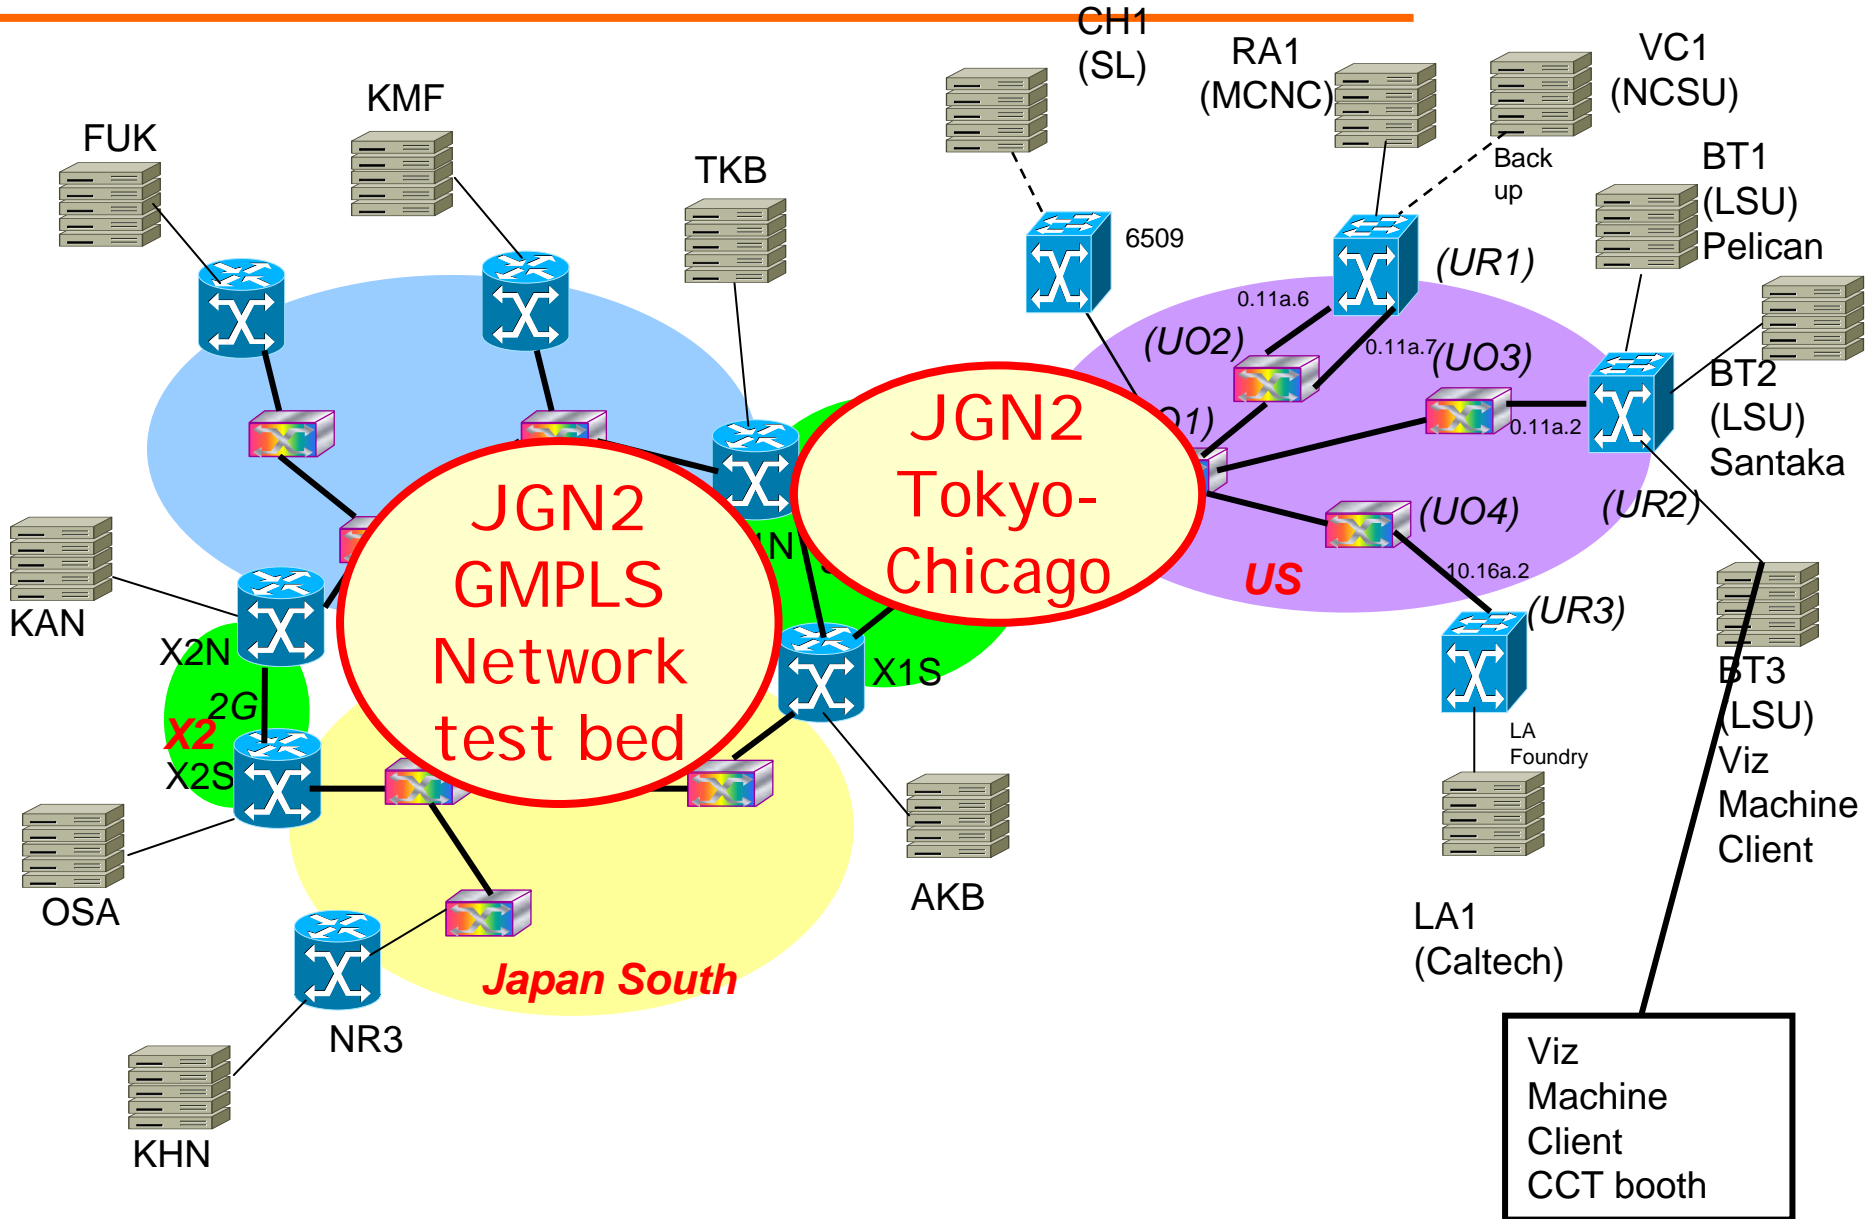 CH1
(SL)
RA1
(MCNC)
VC1
(NCSU)
KMF
FUK
TKB
Back
up
BT1
(LSU)
Pelican
6509
(UR1)
0.11a.6
(UO2)
0.11a.7
(UO3)
BT2
(LSU)
Santaka
0.11a.2
JGN2
Tokyo-
Chicago
JGN2
GMPLS
Network
test bed
(UO4)
(UR2)
US
10.16a.2
(UR3)
KAN
X2N
2G
X2
X2S
X1S
BT3
(LSU)
Viz
Machine
Client
LA
Foundry
OSA
AKB
LA1
(Caltech)
Japan South
NR3
KHN
Viz
Machine
Client
CCT booth